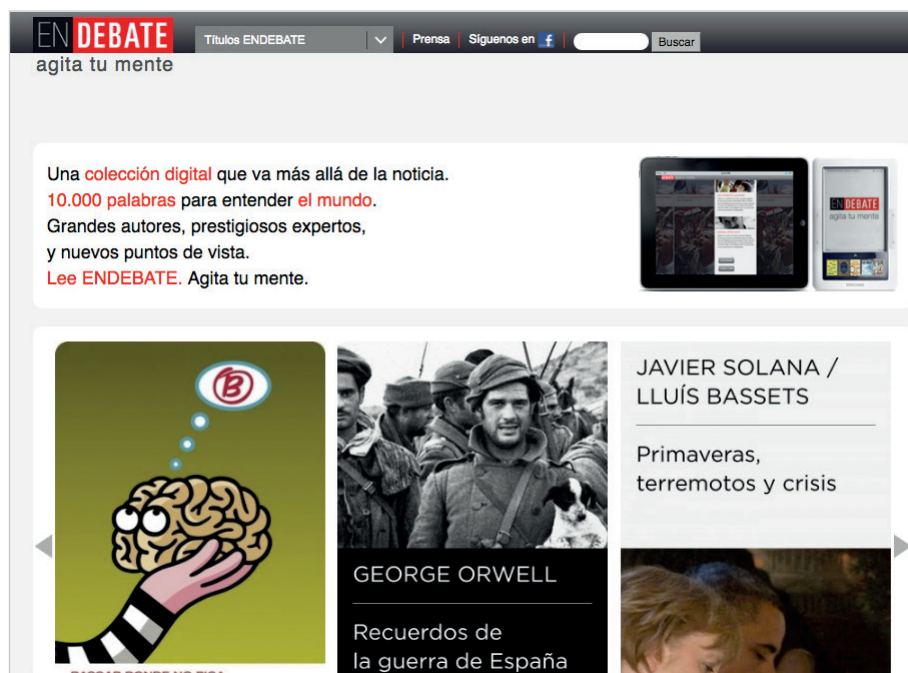 ENDEBATE
agita tu mente
Títulos ENDEBATE
Prensa
Síguenos en f
Buscar
Una colección digital que va más allá de la noticia.
10.000 palabras para entender el mundo.
Grandes autores, prestigiosos expertos,
y nuevos puntos de vista.
Lee ENDEBATE. Agita tu mente.
ENDEBATE
agita tu mente
B
GEORGE ORWELL
Recuerdos de
la guerra de España
JAVIER SOLANA /
LLUÍS BASSETS
Primaveras,
terremotos y crisis